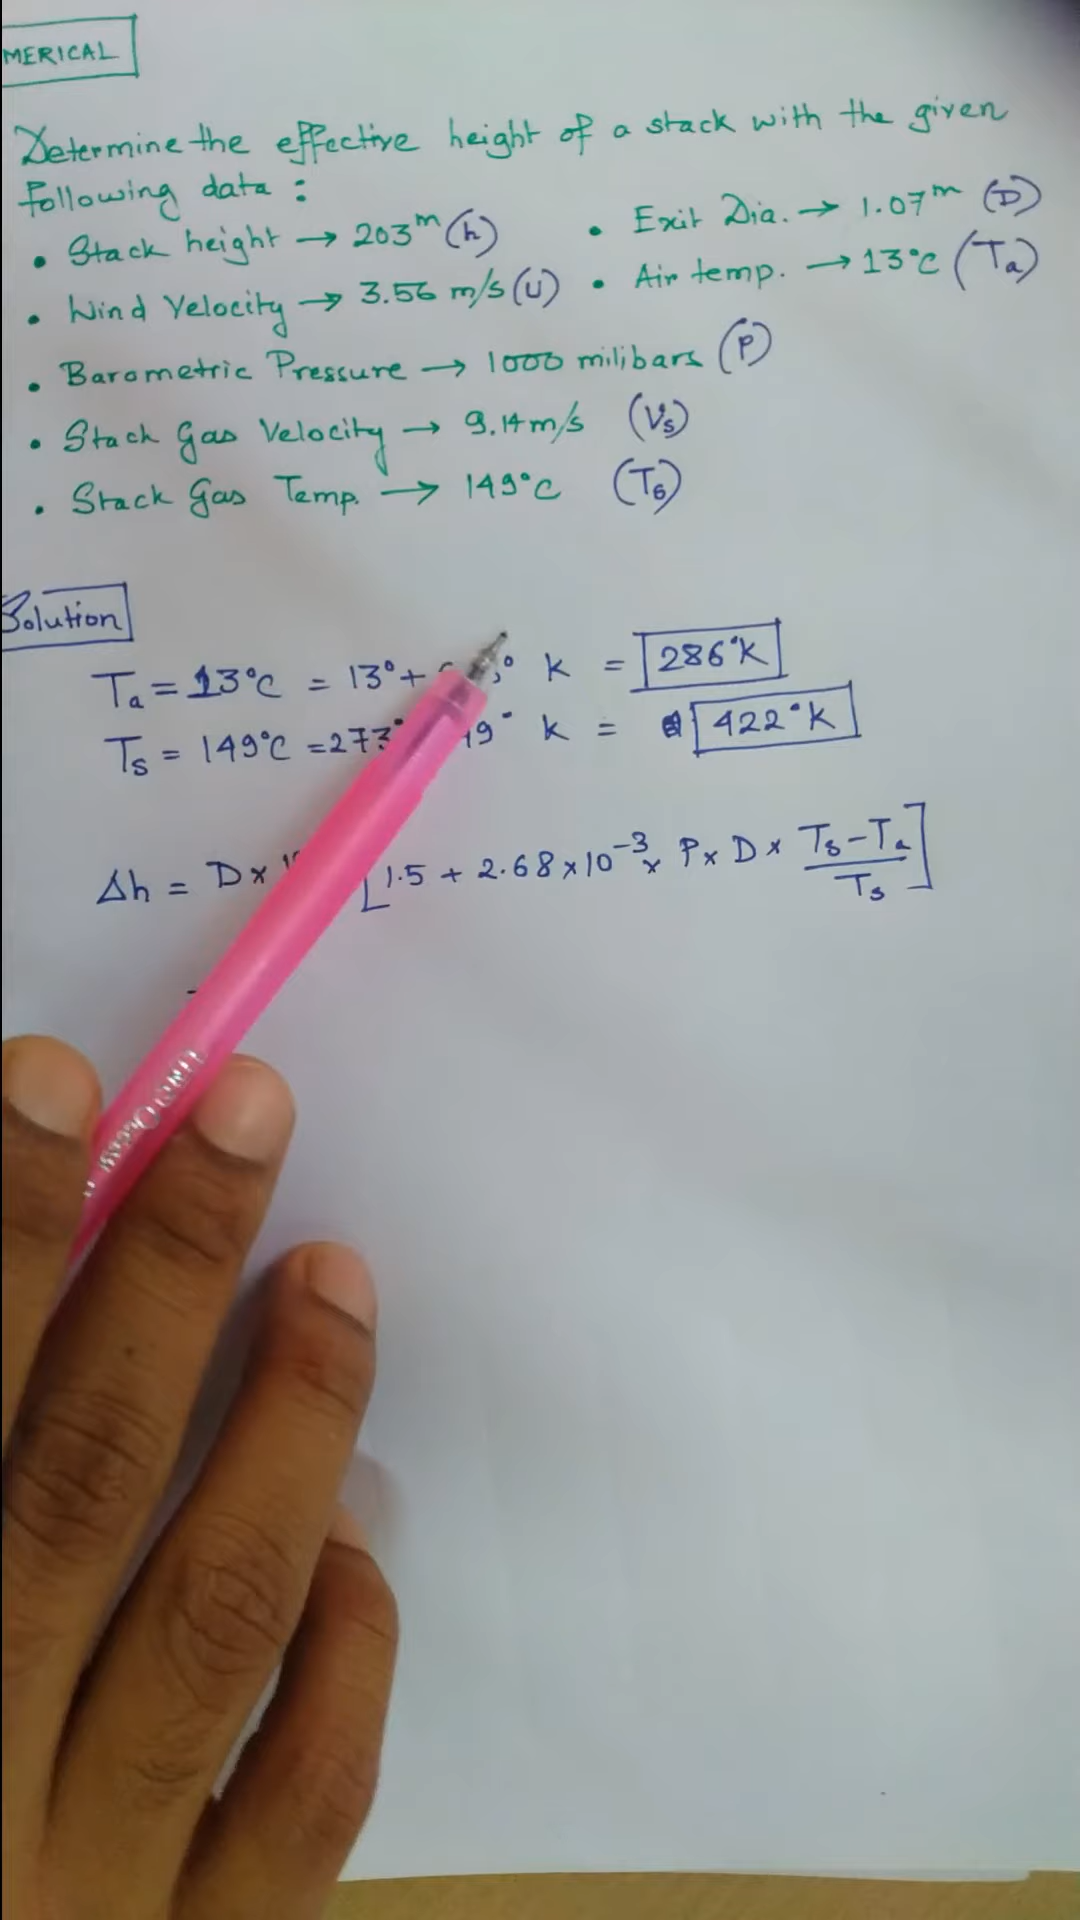 MERICAL
Determine the effective height of a stack with the given
following data :
• Stack height → 203m (h) • Exit Dia. → 1.07m (D)
• Wind Velocity → 3.56 m/s (U) • Air temp. → 13°C (Ta)
• Barometric Pressure → 1000 milibars (P)
• Stack Gas Velocity → 9.14 m/s (Vs)
• Stack Gas Temp. → 149°C (Ts)
Solution
Ta = 13°C = 13° + ° K = 286°K
Ts = 149°C = 273° 49° K = 422°K
Δh = D × [1.5 + 2.68 × 10⁻³ × P × D × (Ts - Ta)/Ts]